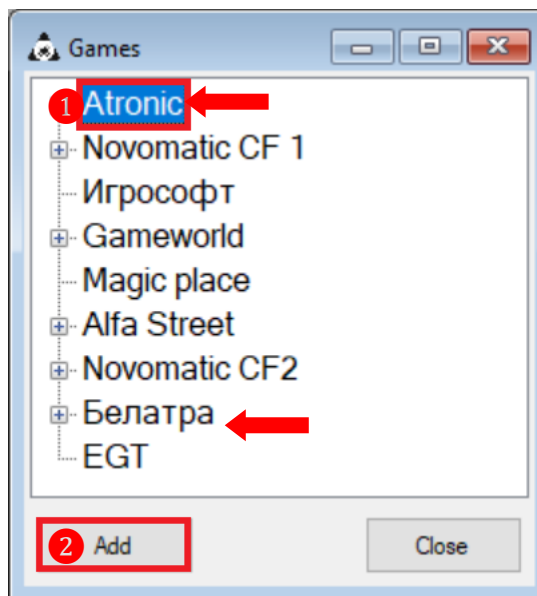 Games
1 Atronic
Novomatic CF 1
Игрософт
Gameworld
Magic place
Alfa Street
Novomatic CF2
Белатра
EGT
2 Add Close